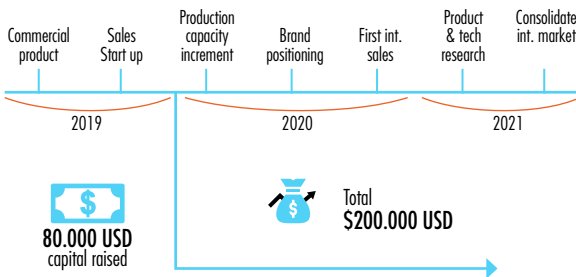 Commercial
product
Sales
Start up
Production
capacity
increment
Brand
positioning
First int.
sales
Product
& tech
research
Consolidate
int. market
2019
2020
2021
$
80.000 USD
capital raised
$
Total
$200.000 USD